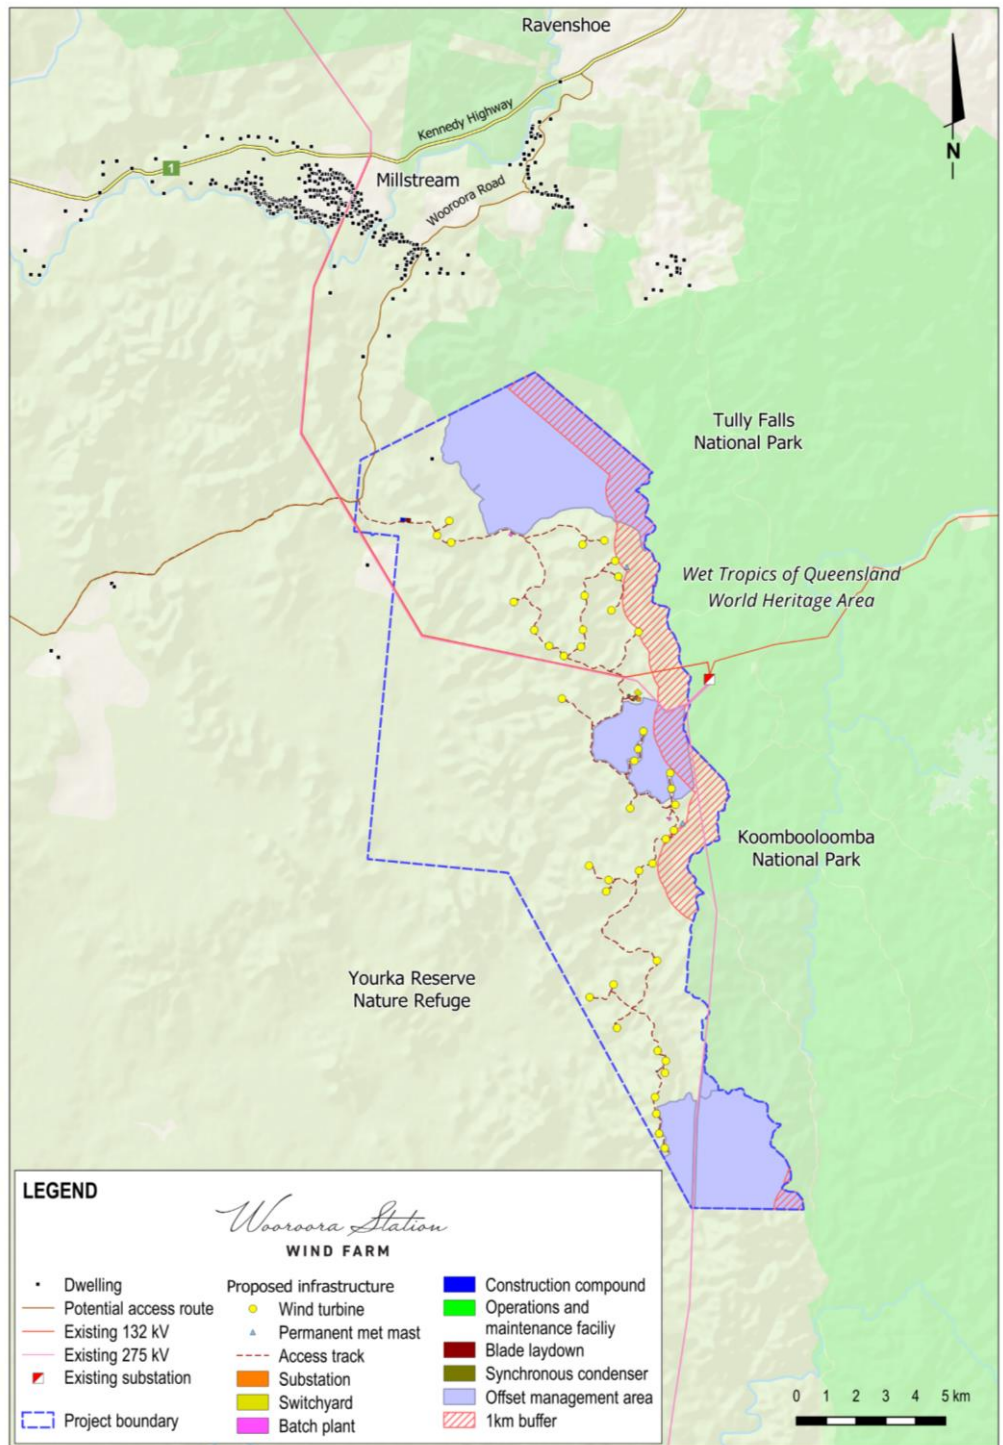 Ravenshoe
Kennedy Highway
1
Millstream
Wooroora Road
N
Tully Falls
National Park
Wet Tropics of Queensland
World Heritage Area
Koombooloomba
National Park
Yourka Reserve
Nature Refuge
LEGEND
Wooroora Station
WIND FARM
Dwelling
Potential access route
Existing 132 kV
Existing 275 kV
Existing substation
Project boundary
Proposed infrastructure
Wind turbine
Permanent met mast
Access track
Substation
Switchyard
Batch plant
Construction compound
Operations and
maintenance faciliy
Blade laydown
Synchronous condenser
Offset management area
1km buffer
0 1 2 3 4 5 km